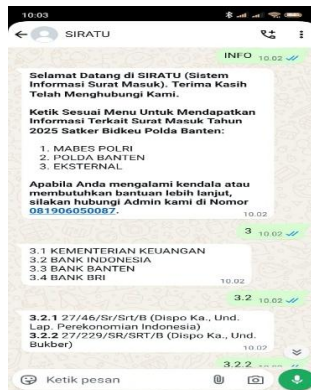 10:03
SIRATU
INFO 10.02
Selamat Datang di SIRATU (Sistem
Informasi Surat Masuk). Terima Kasih
Telah Menghubungi Kami.
Ketik Sesuai Menu Untuk Mendapatkan
Informasi Terkait Surat Masuk Tahun
2025 Satker Bidkeu Polda Banten:
1. MABES POLRI
2. POLDA BANTEN
3. EKSTERNAL
Apabila Anda mengalami kendala atau
membutuhkan bantuan lebih lanjut,
silakan hubungi Admin kami di Nomor
081906050087.
10.02
3 10.02
3.1 KEMENTERIAN KEUANGAN
3.2 BANK INDONESIA
3.3 BANK BANTEN
3.4 BANK BRI
10.02
3.2 10.02
3.2.1 27/46/Sr/Srt/B (Dispo Ka., Und.
Lap. Perekonomian Indonesia)
3.2.2 27/229/SR/SRT/B (Dispo Ka., Und.
Bukber)
10.02
3.2.2
Ketik pesan